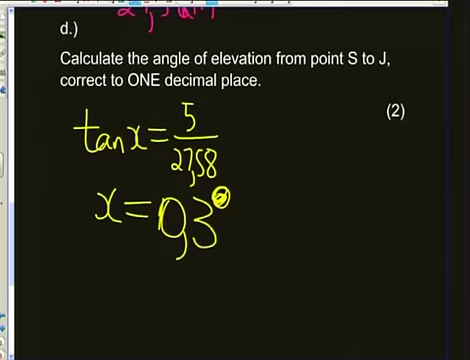 d.)
Calculate the angle of elevation from point S to J,
correct to ONE decimal place.
(2)
tan x = 5/27,58
x = 0,3°